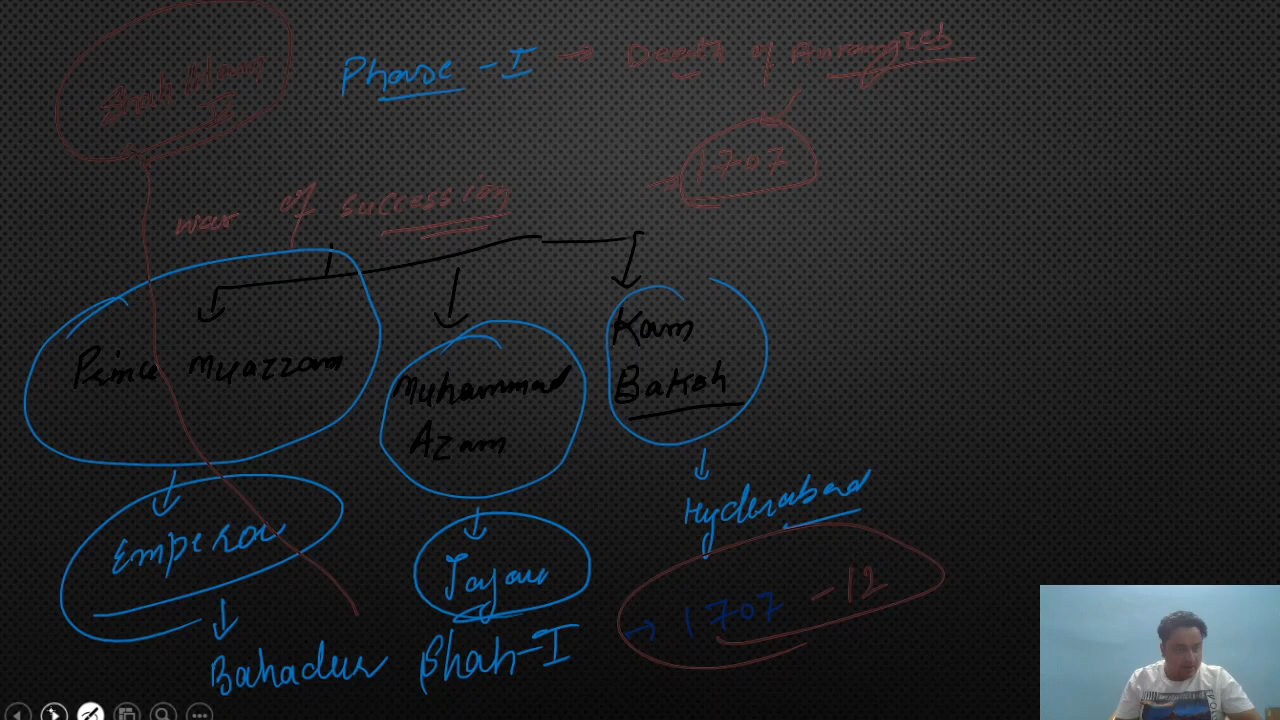 Phase - I → Death of Aurangzeb
Shah Alam
II
→ 1707
war of succession
Prince Muazzam
Muhammad
Azam
Kam
Baksh
Hyderabad
Emperor
→ 1707 - 12
Bahadur Shah-I